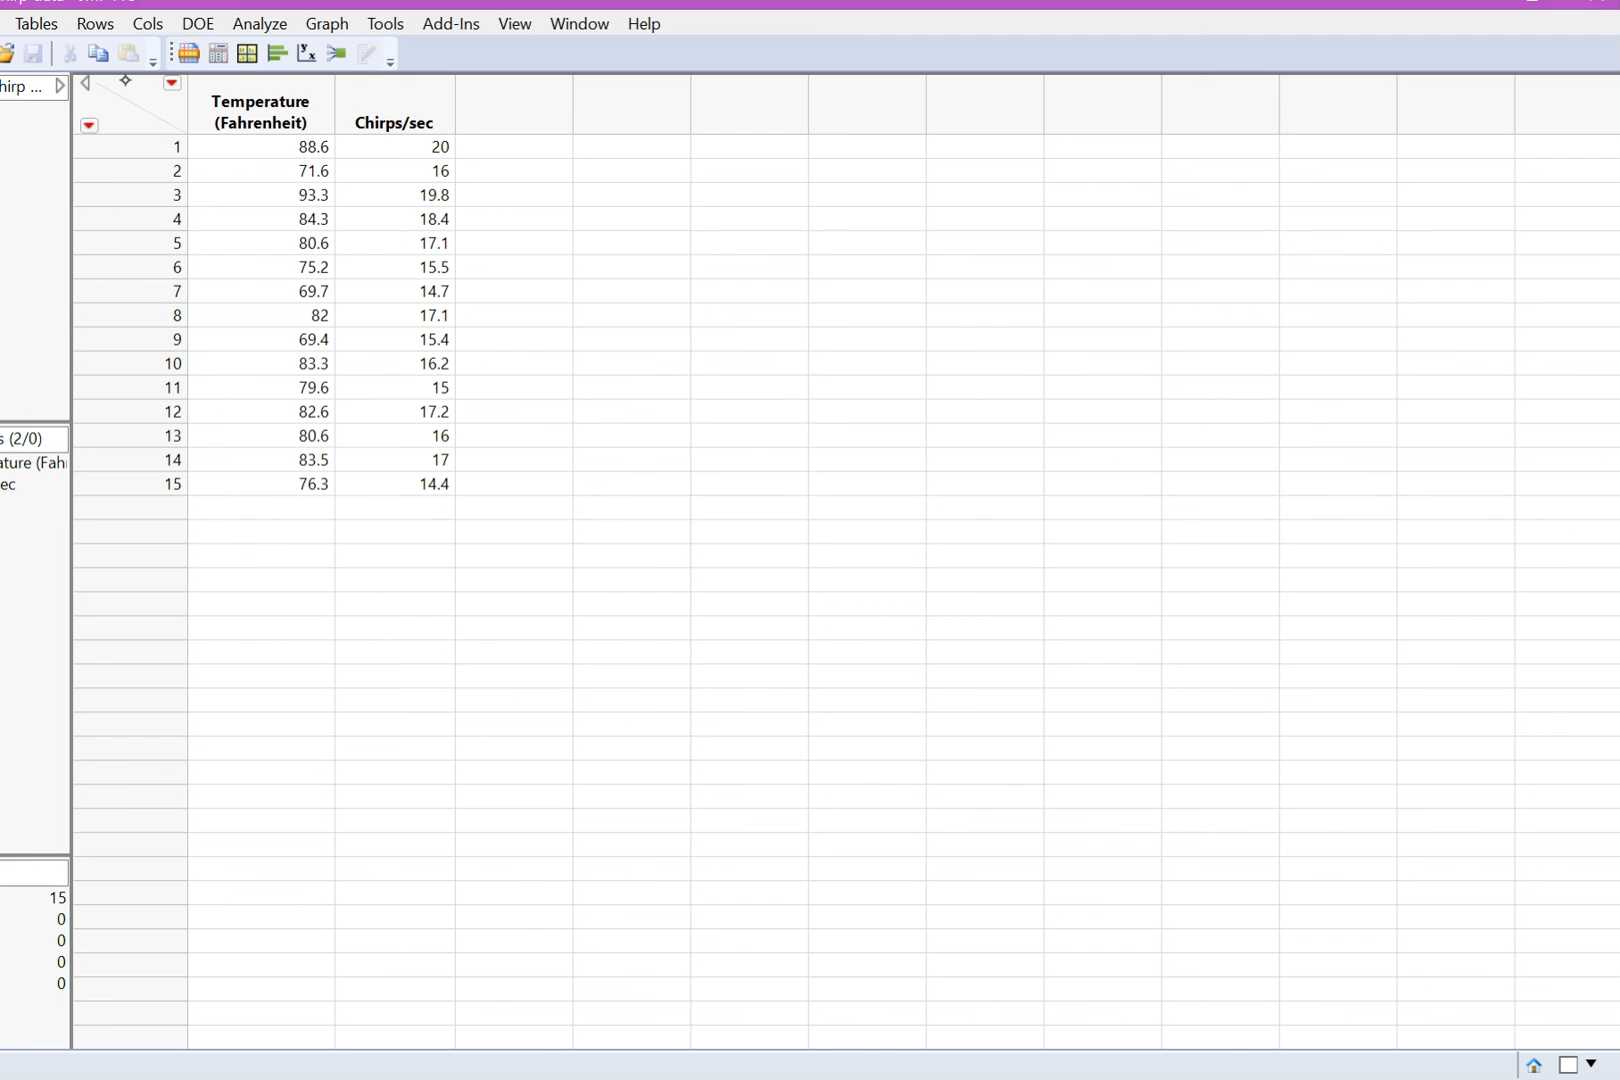 Tables Rows Cols DOE Analyze Graph Tools Add-Ins View Window Help
hirp ...
Temperature
(Fahrenheit) Chirps/sec
1 88.6 20
2 71.6 16
3 93.3 19.8
4 84.3 18.4
5 80.6 17.1
6 75.2 15.5
7 69.7 14.7
8 82 17.1
9 69.4 15.4
10 83.3 16.2
11 79.6 15
12 82.6 17.2
13 80.6 16
14 83.5 17
15 76.3 14.4
s (2/0)
ature (Fahr
ec
15
0
0
0
0